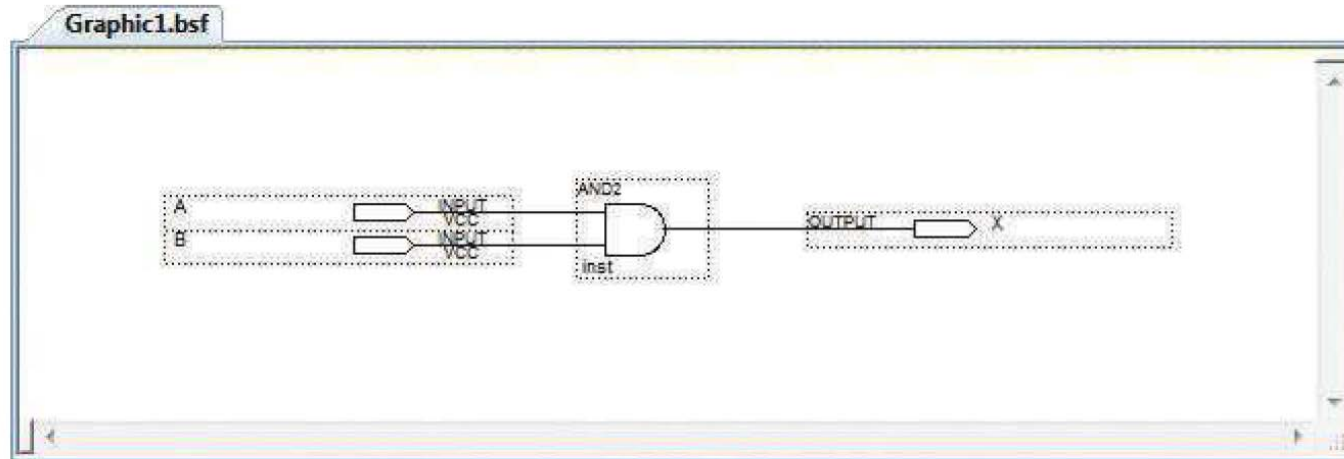 Graphic1.bsf
A
INPUT
VCC
B
INPUT
VCC
AND2
inst
OUTPUT
X